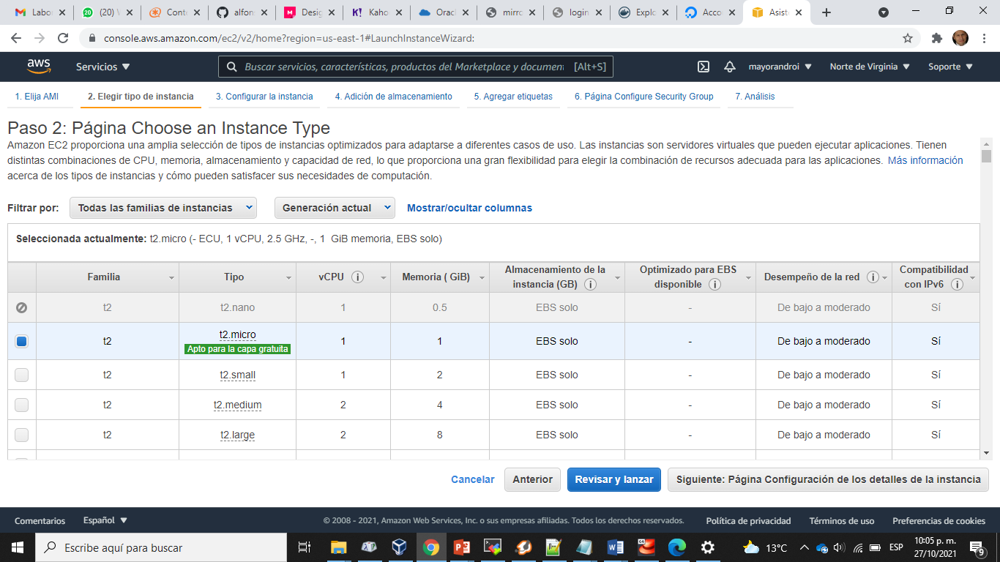 Labor
(20) V
Conte
alfon
Desig
Kaho
Oracl
mirro
login
Explo
Acco
Asist
console.aws.amazon.com/ec2/v2/home?region=us-east-1#LaunchInstanceWizard:
aws
Servicios
Buscar servicios, características, productos del Marketplace y documen
[Alt+S]
mayorandroi
Norte de Virginia
Soporte
1. Elija AMI
2. Elegir tipo de instancia
3. Configurar la instancia
4. Adición de almacenamiento
5. Agregar etiquetas
6. Página Configure Security Group
7. Análisis
Paso 2: Página Choose an Instance Type
Amazon EC2 proporciona una amplia selección de tipos de instancias optimizados para adaptarse a diferentes casos de uso. Las instancias son servidores virtuales que pueden ejecutar aplicaciones. Tienen
distintas combinaciones de CPU, memoria, almacenamiento y capacidad de red, lo que proporciona una gran flexibilidad para elegir la combinación de recursos adecuada para las aplicaciones. Más información
acerca de los tipos de instancias y cómo pueden satisfacer sus necesidades de computación.
Filtrar por:
Todas las familias de instancias
Generación actual
Mostrar/ocultar columnas
Seleccionada actualmente: t2.micro (- ECU, 1 vCPU, 2.5 GHz, -, 1 GiB memoria, EBS solo)
Familia
Tipo
vCPU
Memoria ( GiB)
Almacenamiento de la
instancia (GB)
Optimizado para EBS
disponible
Desempeño de la red
Compatibilidad
con IPv6
t2 t2.nano 1 0.5 EBS solo - De bajo a moderado Sí
t2 t2.micro 1 1 EBS solo - De bajo a moderado Sí
Apto para la capa gratuita
t2 t2.small 1 2 EBS solo - De bajo a moderado Sí
t2 t2.medium 2 4 EBS solo - De bajo a moderado Sí
t2 t2.large 2 8 EBS solo - De bajo a moderado Sí
Cancelar
Anterior
Revisar y lanzar
Siguiente: Página Configuración de los detalles de la instancia
Comentarios
Español
© 2008 - 2021, Amazon Web Services, Inc. o sus empresas afiliadas. Todos los derechos reservados.
Política de privacidad
Términos de uso
Preferencias de cookies
Escribe aquí para buscar
13°C
ESP
10:05 p. m.
27/10/2021
9